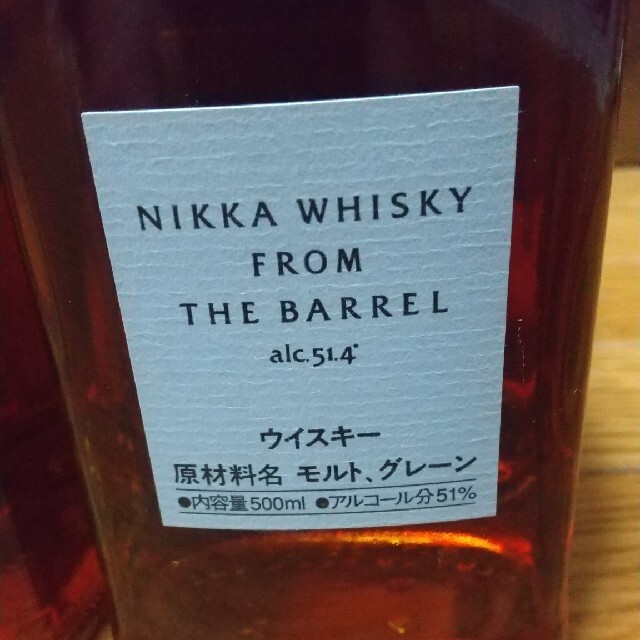 NIKKA WHISKY
FROM
THE BARREL
alc.51.4°
ウイスキー
原材料名 モルト、グレーン
●内容量500ml ●アルコール分51%